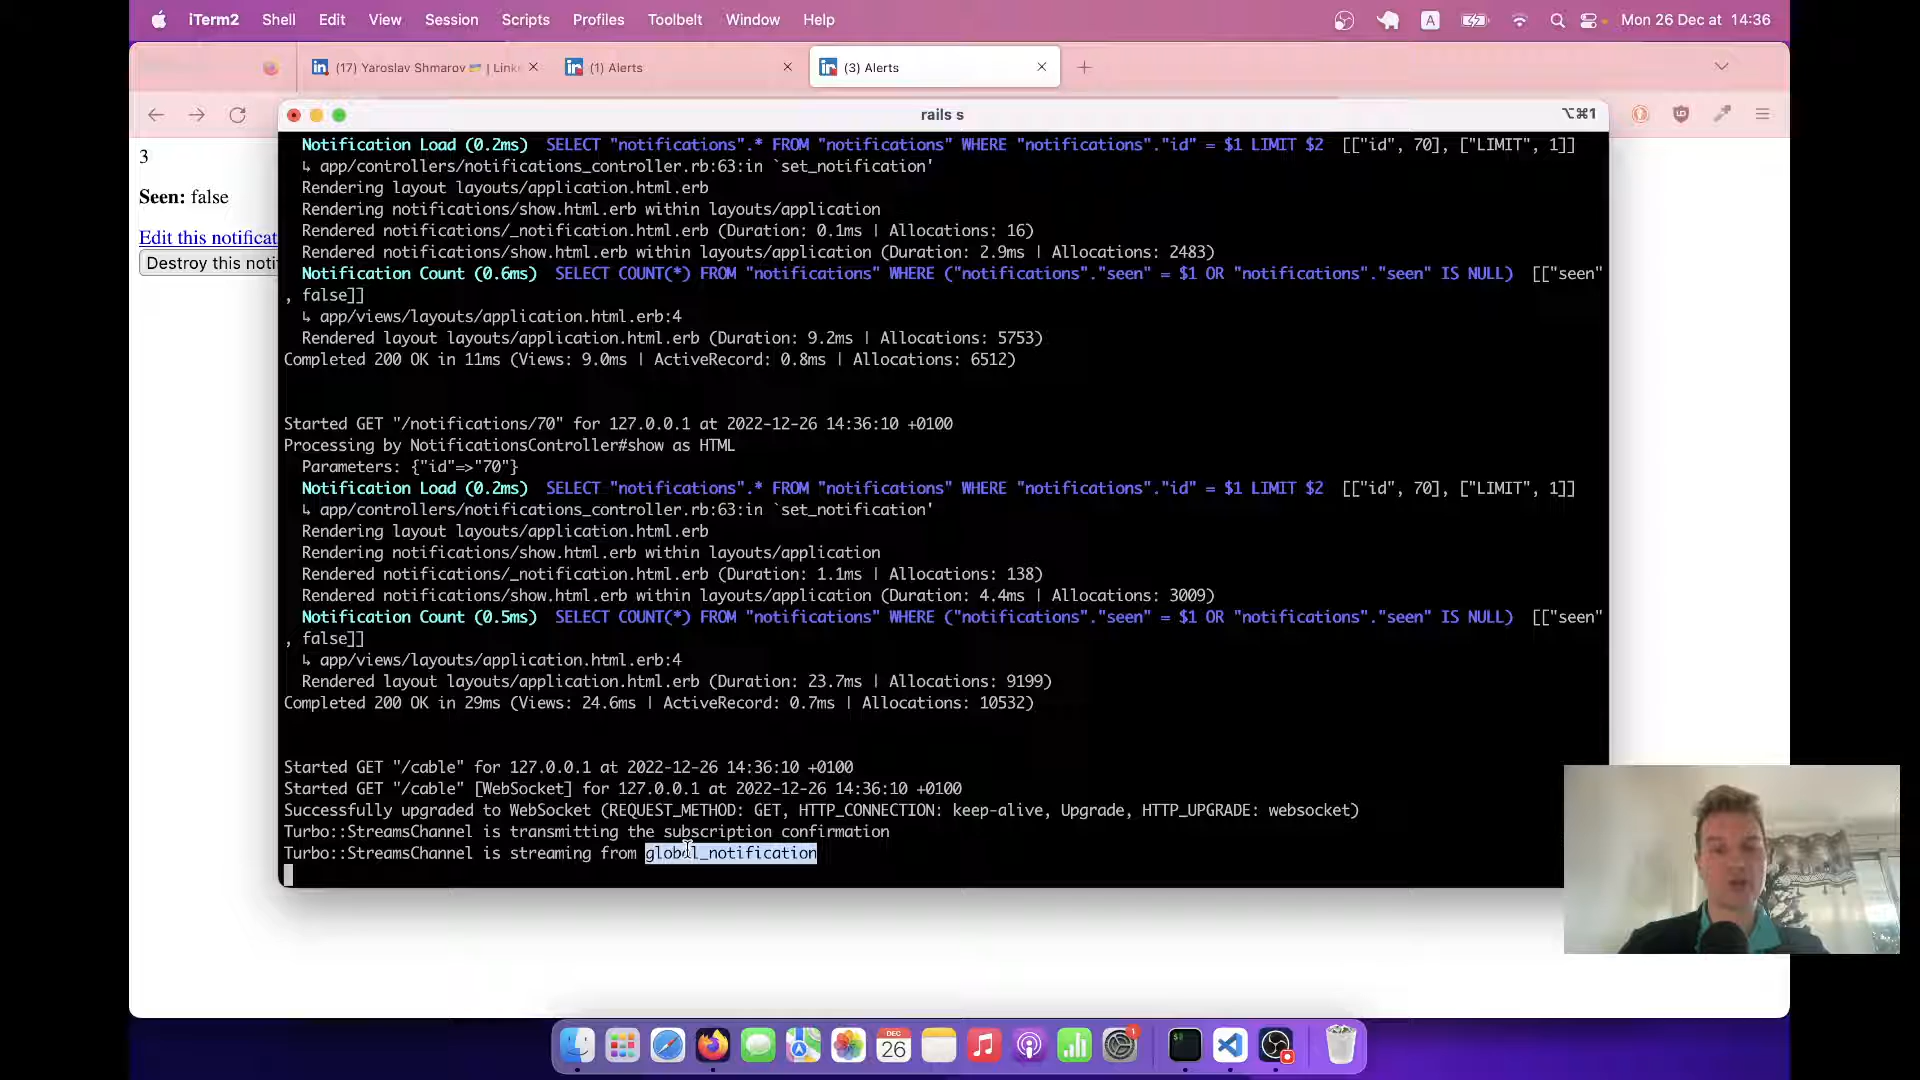 iTerm2 Shell Edit View Session Scripts Profiles Toolbelt Window Help A Mon 26 Dec at 14:36
(17) Yaroslav Shmarov | Link (1) Alerts (3) Alerts
rails s ⌥⌘1
3
Seen: false
Edit this notificat
Destroy this noti
Notification Load (0.2ms) SELECT "notifications".* FROM "notifications" WHERE "notifications"."id" = $1 LIMIT $2 [["id", 70], ["LIMIT", 1]]
↳ app/controllers/notifications_controller.rb:63:in `set_notification'
Rendering layout layouts/application.html.erb
Rendering notifications/show.html.erb within layouts/application
Rendered notifications/_notification.html.erb (Duration: 0.1ms | Allocations: 16)
Rendered notifications/show.html.erb within layouts/application (Duration: 2.9ms | Allocations: 2483)
Notification Count (0.6ms) SELECT COUNT(*) FROM "notifications" WHERE ("notifications"."seen" = $1 OR "notifications"."seen" IS NULL) [["seen"
, false]]
↳ app/views/layouts/application.html.erb:4
Rendered layout layouts/application.html.erb (Duration: 9.2ms | Allocations: 5753)
Completed 200 OK in 11ms (Views: 9.0ms | ActiveRecord: 0.8ms | Allocations: 6512)
Started GET "/notifications/70" for 127.0.0.1 at 2022-12-26 14:36:10 +0100
Processing by NotificationsController#show as HTML
Parameters: {"id"=>"70"}
Notification Load (0.2ms) SELECT "notifications".* FROM "notifications" WHERE "notifications"."id" = $1 LIMIT $2 [["id", 70], ["LIMIT", 1]]
↳ app/controllers/notifications_controller.rb:63:in `set_notification'
Rendering layout layouts/application.html.erb
Rendering notifications/show.html.erb within layouts/application
Rendered notifications/_notification.html.erb (Duration: 1.1ms | Allocations: 138)
Rendered notifications/show.html.erb within layouts/application (Duration: 4.4ms | Allocations: 3009)
Notification Count (0.5ms) SELECT COUNT(*) FROM "notifications" WHERE ("notifications"."seen" = $1 OR "notifications"."seen" IS NULL) [["seen"
, false]]
↳ app/views/layouts/application.html.erb:4
Rendered layout layouts/application.html.erb (Duration: 23.7ms | Allocations: 9199)
Completed 200 OK in 29ms (Views: 24.6ms | ActiveRecord: 0.7ms | Allocations: 10532)
Started GET "/cable" for 127.0.0.1 at 2022-12-26 14:36:10 +0100
Started GET "/cable" [WebSocket] for 127.0.0.1 at 2022-12-26 14:36:10 +0100
Successfully upgraded to WebSocket (REQUEST_METHOD: GET, HTTP_CONNECTION: keep-alive, Upgrade, HTTP_UPGRADE: websocket)
Turbo::StreamsChannel is transmitting the subscription confirmation
Turbo::StreamsChannel is streaming from global_notification
DEC
26
1